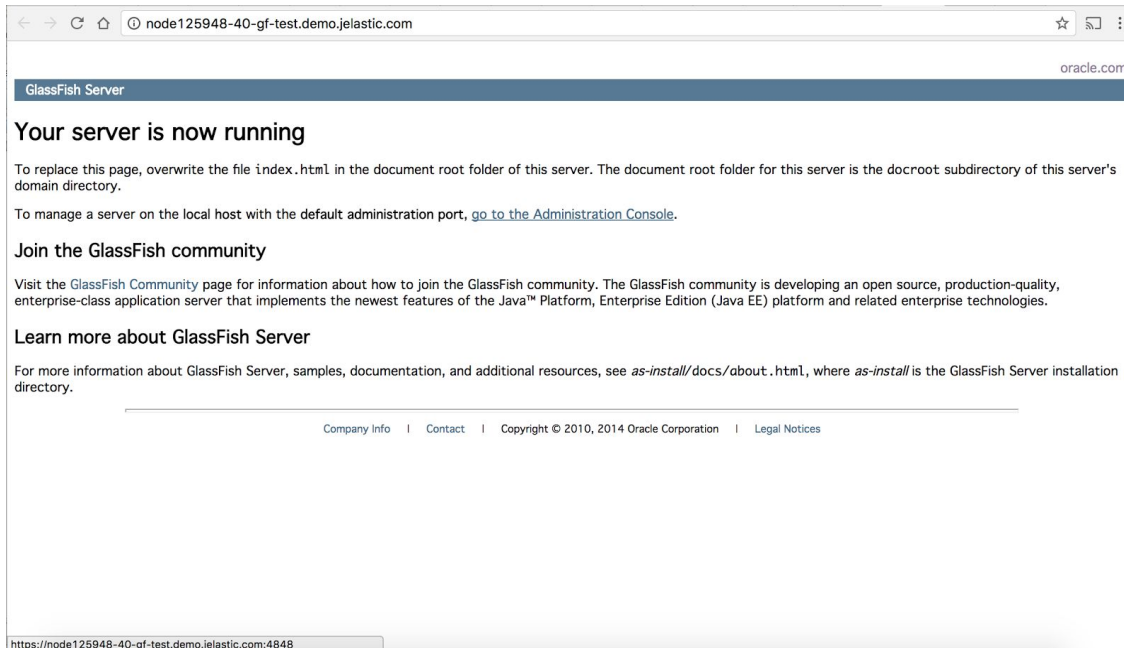 node125948-40-gf-test.demo.jelastic.com
oracle.com
GlassFish Server
Your server is now running
To replace this page, overwrite the file index.html in the document root folder of this server. The document root folder for this server is the docroot subdirectory of this server's
domain directory.
To manage a server on the local host with the default administration port, go to the Administration Console.
Join the GlassFish community
Visit the GlassFish Community page for information about how to join the GlassFish community. The GlassFish community is developing an open source, production-quality,
enterprise-class application server that implements the newest features of the Java™ Platform, Enterprise Edition (Java EE) platform and related enterprise technologies.
Learn more about GlassFish Server
For more information about GlassFish Server, samples, documentation, and additional resources, see as-install/docs/about.html, where as-install is the GlassFish Server installation
directory.
Company Info | Contact | Copyright © 2010, 2014 Oracle Corporation | Legal Notices
https://node125948-40-gf-test.demo.jelastic.com:4848